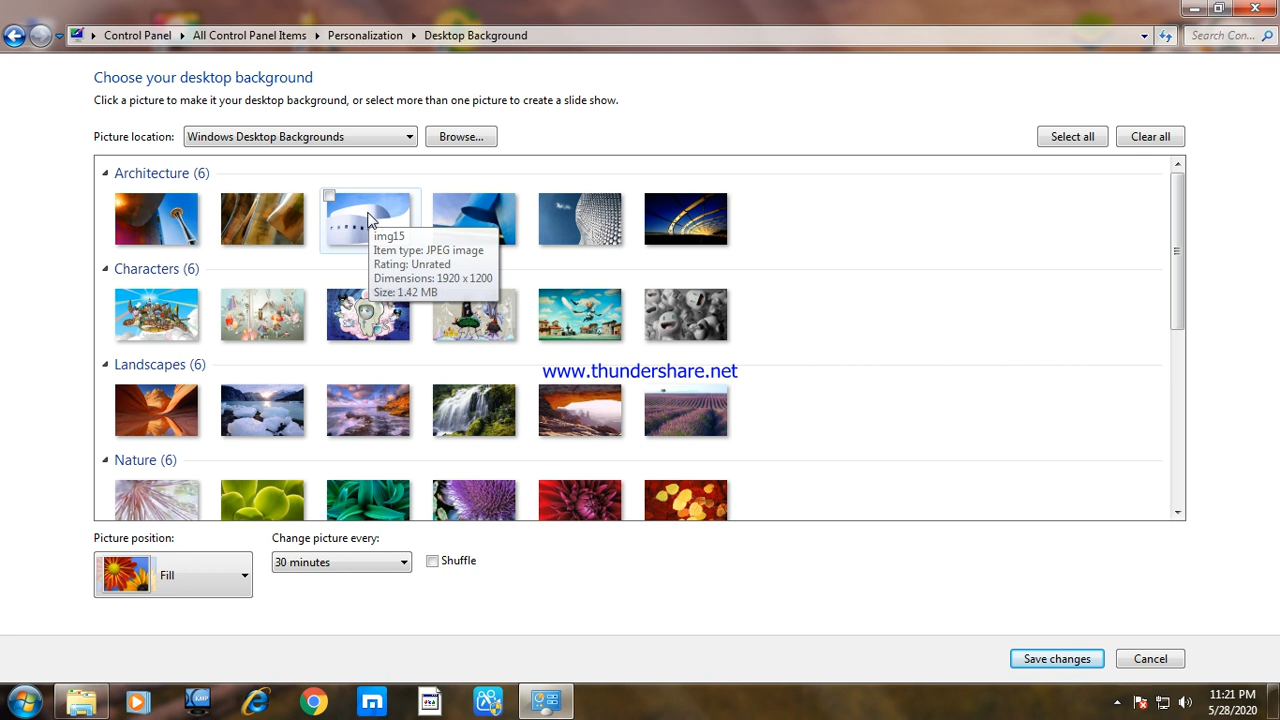 Control Panel All Control Panel Items Personalization Desktop Background
Search Con...
Choose your desktop background
Click a picture to make it your desktop background, or select more than one picture to create a slide show.
Picture location: Windows Desktop Backgrounds Browse... Select all Clear all
Architecture (6)
img15
Item type: JPEG image
Rating: Unrated
Dimensions: 1920 x 1200
Size: 1.42 MB
Characters (6)
Landscapes (6)
www.thundershare.net
Nature (6)
Picture position: Change picture every:
Fill 30 minutes Shuffle
Save changes Cancel
KMP
11:21 PM
5/28/2020